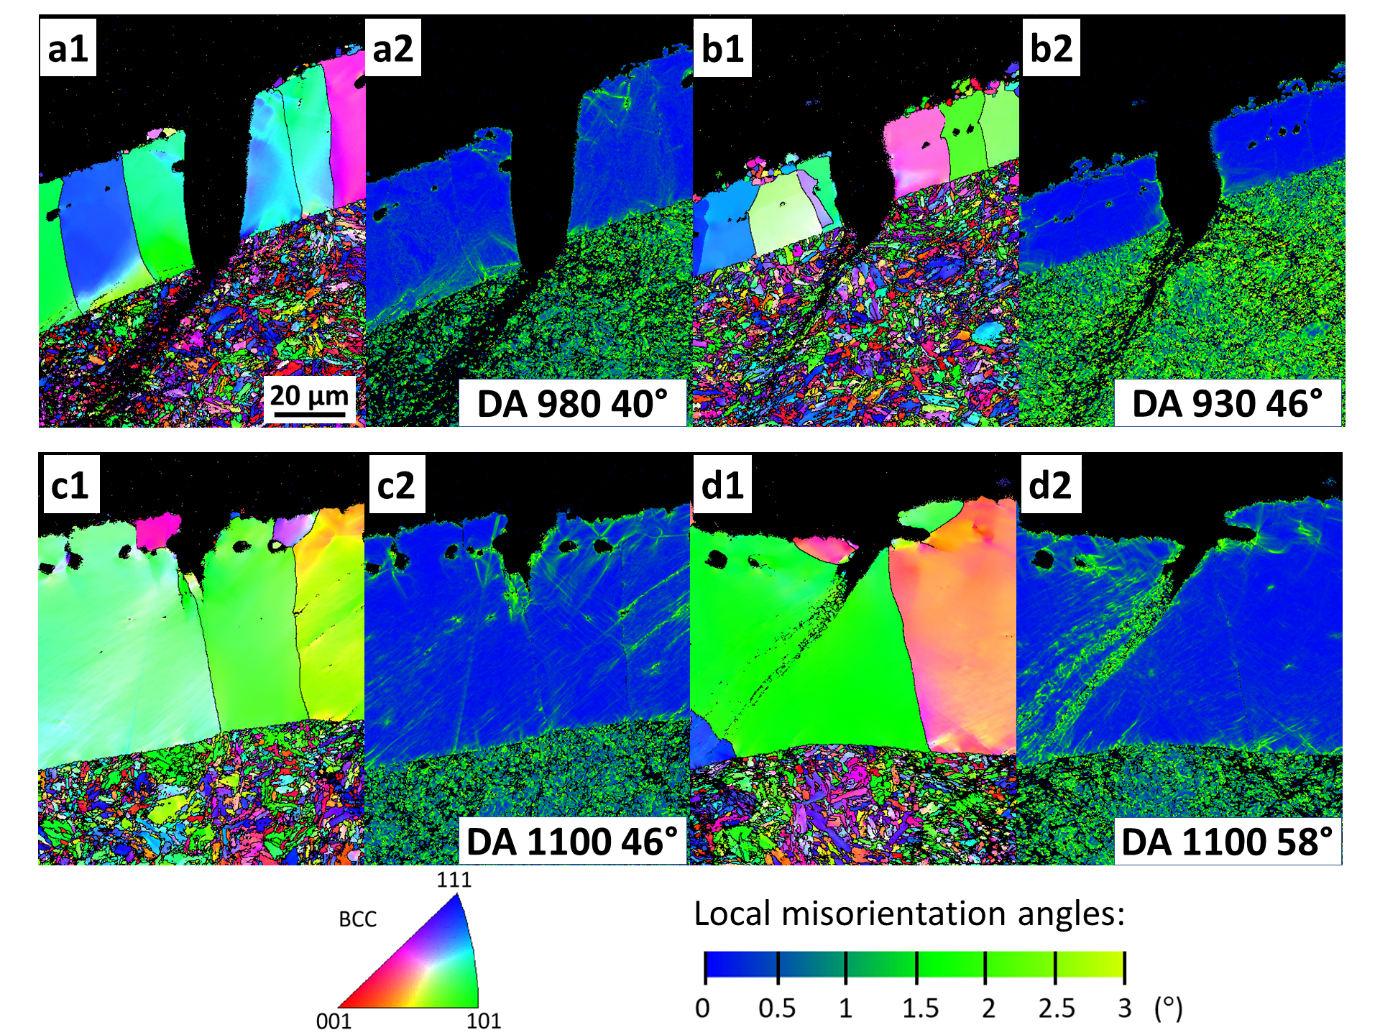 a1
a2
b1
b2
20 µm
DA 980 40°
DA 930 46°
c1
c2
d1
d2
DA 1100 46°
DA 1100 58°
111
BCC
001
101
Local misorientation angles:
0 0.5 1 1.5 2 2.5 3 (°)